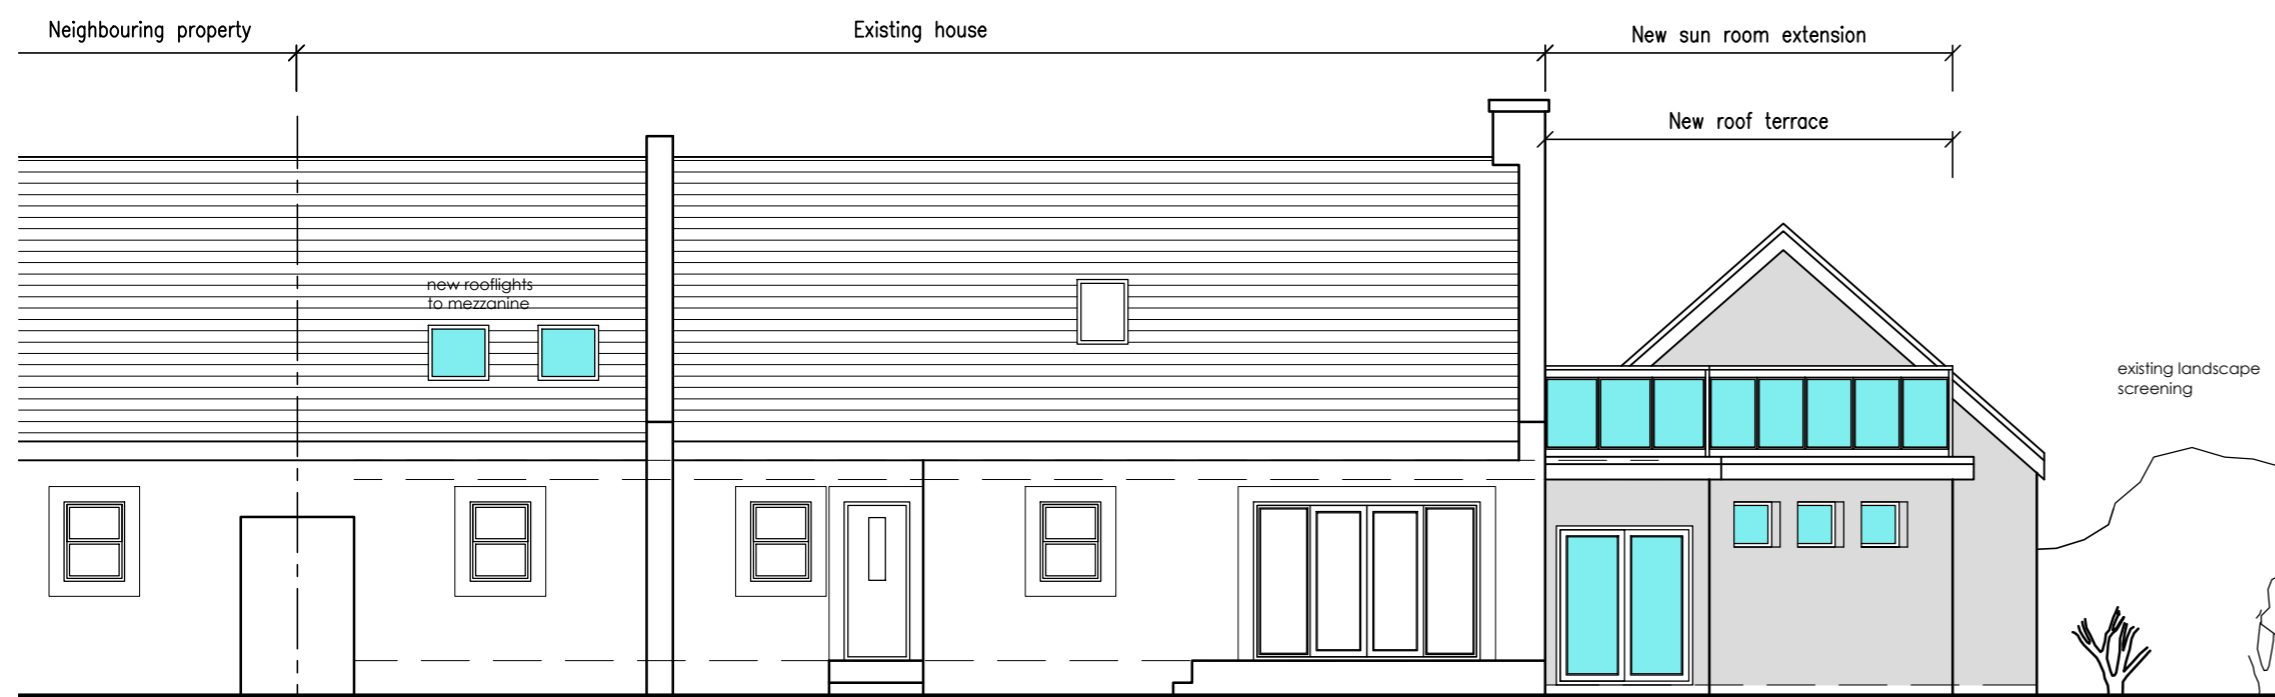 Neighbouring property
Existing house
New sun room extension
New roof terrace
new rooflights
to mezzanine
existing landscape
screening